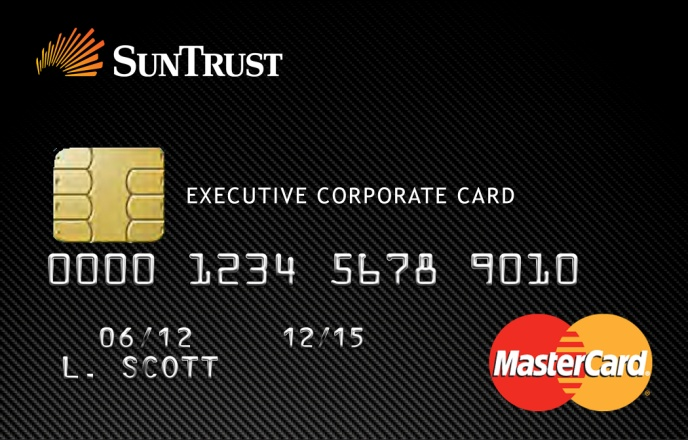 SUNTRUST
EXECUTIVE CORPORATE CARD
0000 1234 5678 9010
06/12 12/15
L. SCOTT
MasterCard
®